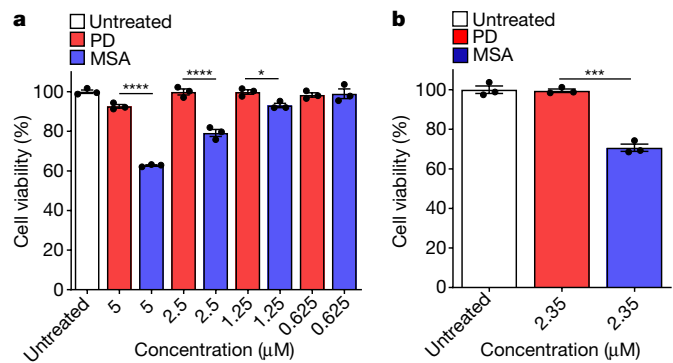 a
Untreated
PD
MSA
Cell viability (%)
100
80
60
40
20
0
****
****
*
Untreated
5
5
2.5
2.5
1.25
1.25
0.625
0.625
Concentration (μM)
b
Untreated
PD
MSA
Cell viability (%)
100
80
60
40
20
0
***
Untreated
2.35
2.35
Concentration (μM)